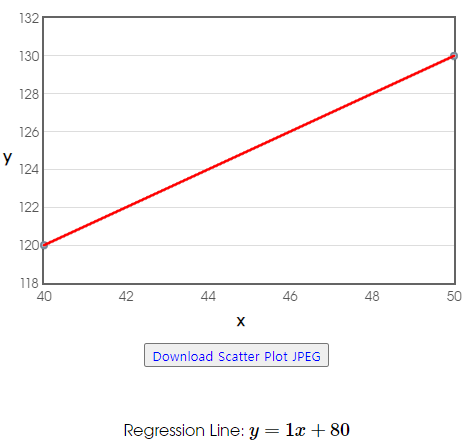 132
130
128
126
124
y
122
120
118
40 42 44 46 48 50
x
Download Scatter Plot JPEG
Regression Line: y = 1x + 80